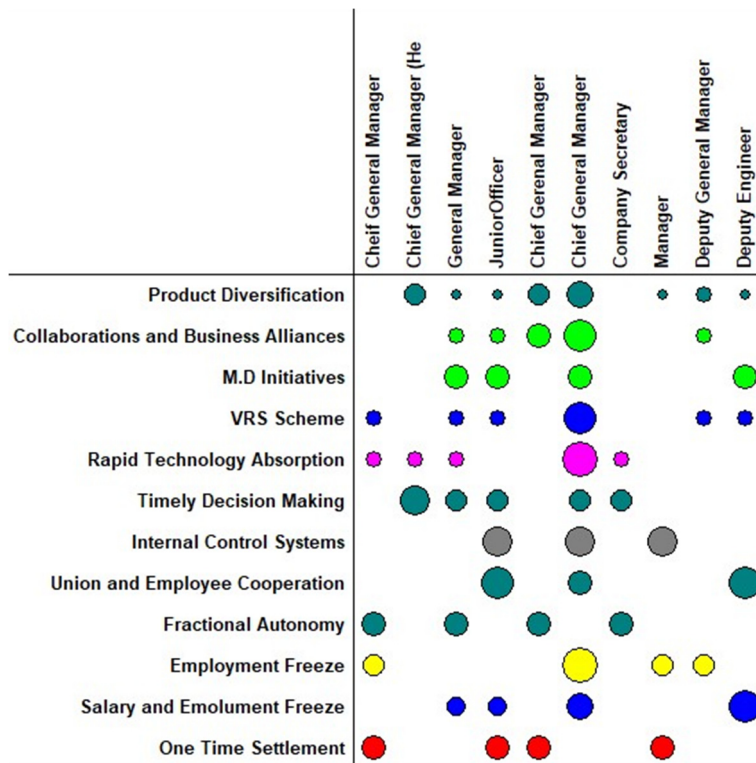 Cheif General Manager
Chief General Manager (He
General Manager
JuniorOfficer
Chief Gerenal Manager
Chief General Manager
Company Secretary
Manager
Deputy General Manager
Deputy Engineer
Product Diversification
Collaborations and Business Alliances
M.D Initiatives
VRS Scheme
Rapid Technology Absorption
Timely Decision Making
Internal Control Systems
Union and Employee Cooperation
Fractional Autonomy
Employment Freeze
Salary and Emolument Freeze
One Time Settlement